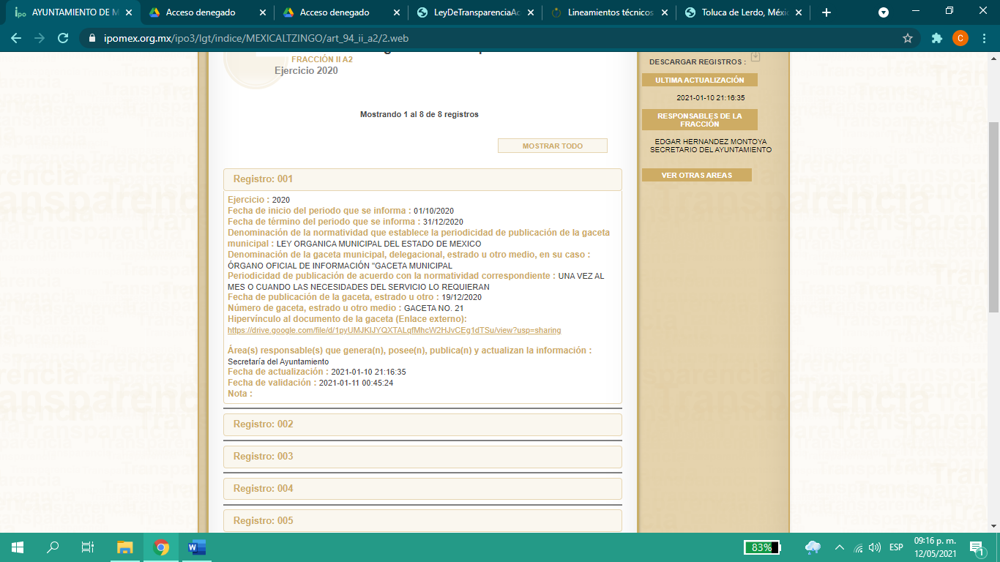 AYUNTAMIENTO DE M
Acceso denegado
Acceso denegado
LeyDeTransparenciaAc
Lineamientos técnicos
Toluca de Lerdo, Méxic
ipomex.org.mx/ipo3/lgt/indice/MEXICALTZINGO/art_94_ii_a2/2.web
C
FRACCIÓN II A2
Ejercicio 2020
Mostrando 1 al 8 de 8 registros
MOSTRAR TODO
Registro: 001
Ejercicio : 2020
Fecha de inicio del periodo que se informa : 01/10/2020
Fecha de término del periodo que se informa : 31/12/2020
Denominación de la normatividad que establece la periodicidad de publicación de la gaceta
municipal : LEY ORGANICA MUNICIPAL DEL ESTADO DE MEXICO
Denominación de la gaceta municipal, delegacional, estrado u otro medio, en su caso :
ÓRGANO OFICIAL DE INFORMACIÓN "GACETA MUNICIPAL
Periodicidad de publicación de acuerdo con la normatividad correspondiente : UNA VEZ AL
MES O CUANDO LAS NECESIDADES DEL SERVICIO LO REQUIERAN
Fecha de publicación de la gaceta, estrado u otro : 19/12/2020
Número de gaceta, estrado u otro medio : GACETA NO. 21
Hipervínculo al documento de la gaceta (Enlace externo):
https://drive.google.com/file/d/1pyUMJKIJYQXTALqfMhcW2HJvCEg1dTSu/view?usp=sharing
Área(s) responsable(s) que genera(n), posee(n), publica(n) y actualizan la información :
Secretaría del Ayuntamiento
Fecha de actualización : 2021-01-10 21:16:35
Fecha de validación : 2021-01-11 00:45:24
Nota :
Registro: 002
Registro: 003
Registro: 004
Registro: 005
DESCARGAR REGISTROS :
ULTIMA ACTUALIZACIÓN
2021-01-10 21:16:35
RESPONSABLES DE LA
FRACCIÓN
EDGAR HERNANDEZ MONTOYA
SECRETARIO DEL AYUNTAMIENTO
VER OTRAS AREAS
83%
ESP
09:16 p. m.
12/05/2021
1